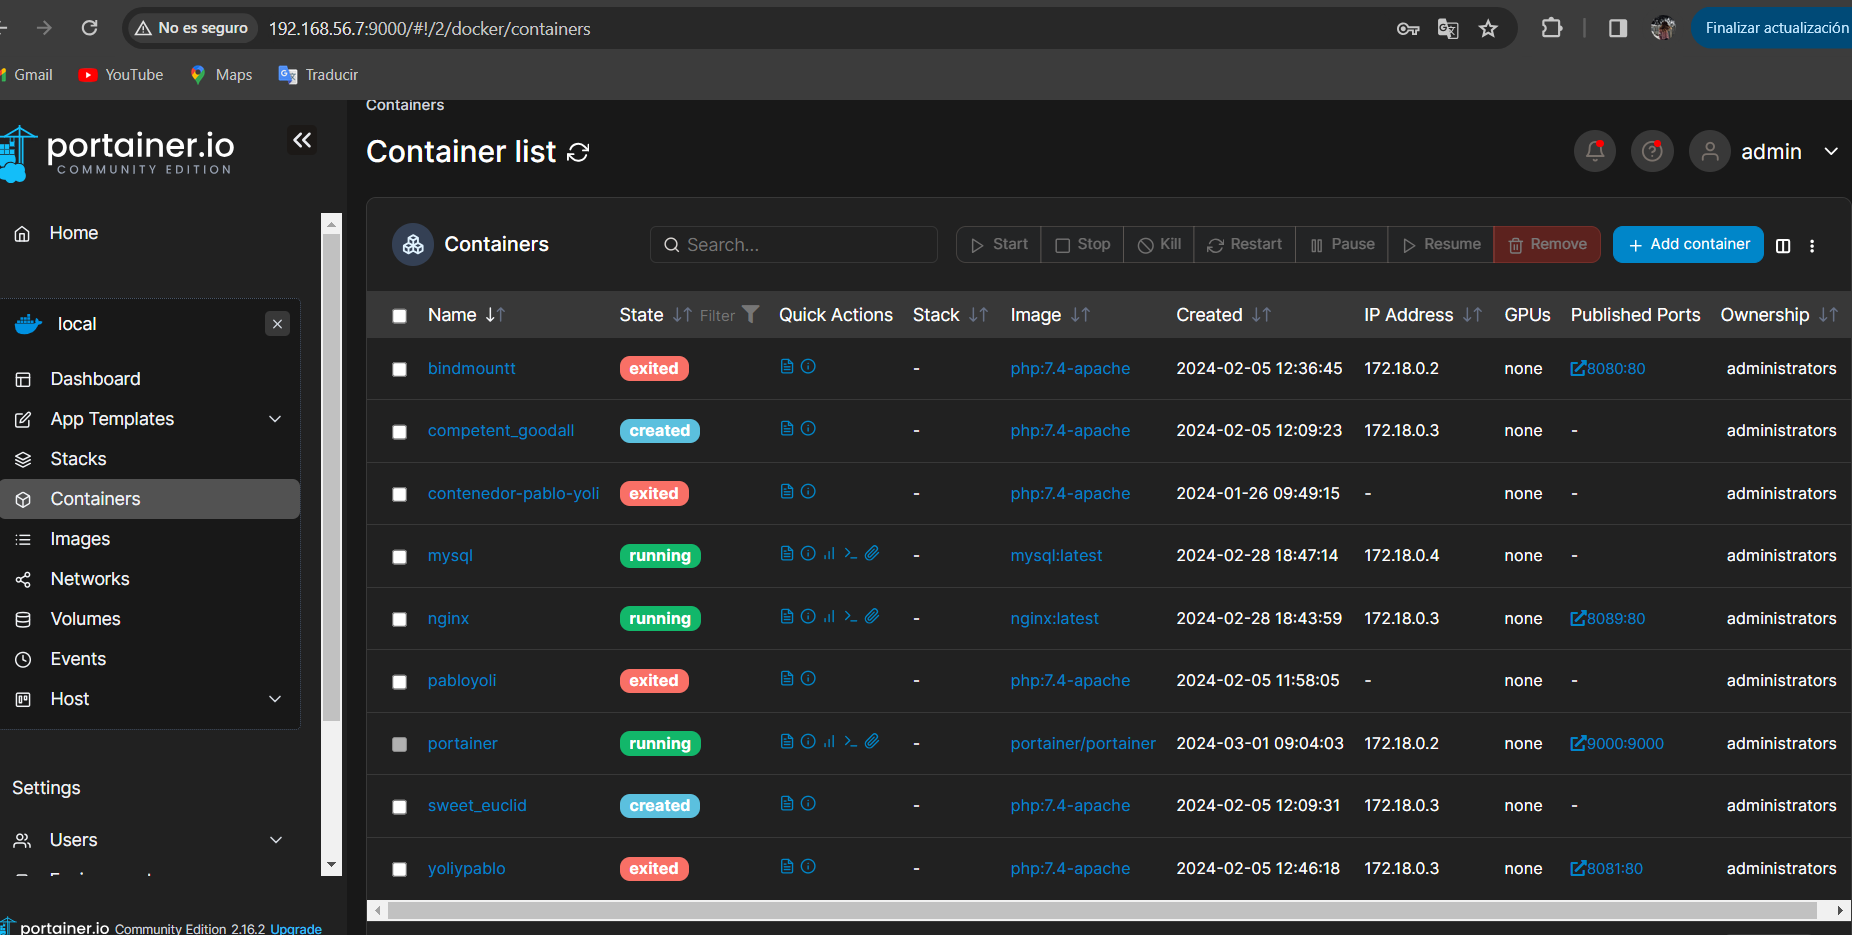 No es seguro 192.168.56.7:9000/#!/2/docker/containers Finalizar actualización
Gmail YouTube Maps Traducir
portainer.io
COMMUNITY EDITION
Home
local
Dashboard
App Templates
Stacks
Containers
Images
Networks
Volumes
Events
Host
Settings
Users
portainer.io Community Edition 2.16.2 Upgrade
Containers
Container list
admin
Containers Search... Start Stop Kill Restart Pause Resume Remove + Add container
Name State Filter Quick Actions Stack Image Created IP Address GPUs Published Ports Ownership
bindmountt exited - php:7.4-apache 2024-02-05 12:36:45 172.18.0.2 none 8080:80 administrators
competent_goodall created - php:7.4-apache 2024-02-05 12:09:23 172.18.0.3 none - administrators
contenedor-pablo-yoli exited - php:7.4-apache 2024-01-26 09:49:15 - none - administrators
mysql running - mysql:latest 2024-02-28 18:47:14 172.18.0.4 none - administrators
nginx running - nginx:latest 2024-02-28 18:43:59 172.18.0.3 none 8089:80 administrators
pabloyoli exited - php:7.4-apache 2024-02-05 11:58:05 - none - administrators
portainer running - portainer/portainer 2024-03-01 09:04:03 172.18.0.2 none 9000:9000 administrators
sweet_euclid created - php:7.4-apache 2024-02-05 12:09:31 172.18.0.3 none - administrators
yoliypablo exited - php:7.4-apache 2024-02-05 12:46:18 172.18.0.3 none 8081:80 administrators